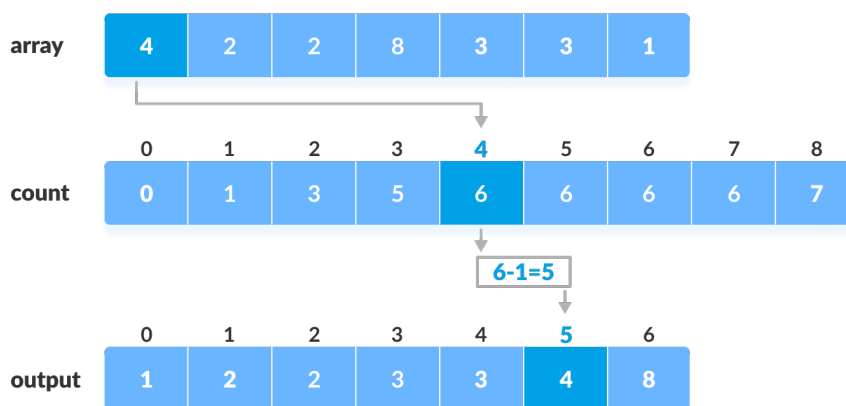 array 4 2 2 8 3 3 1
0 1 2 3 4 5 6 7 8
count 0 1 3 5 6 6 6 6 7
6-1=5
0 1 2 3 4 5 6
output 1 2 2 3 3 4 8